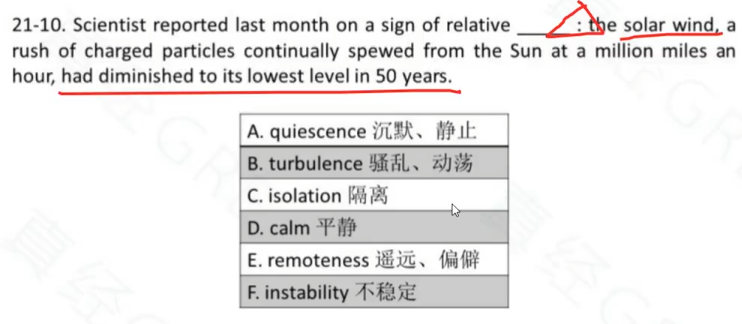 21-10. Scientist reported last month on a sign of relative ______ : the solar wind, a
rush of charged particles continually spewed from the Sun at a million miles an
hour, had diminished to its lowest level in 50 years.
A. quiescence 沉默、静止
B. turbulence 骚乱、动荡
C. isolation 隔离
D. calm 平静
E. remoteness 遥远、偏僻
F. instability 不稳定